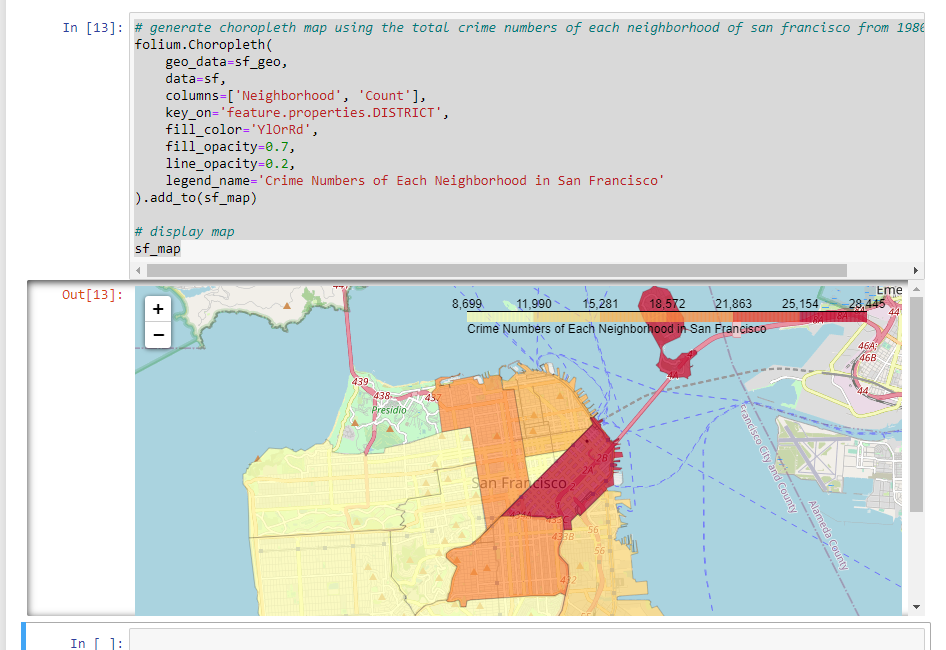 In [13]:
# generate choropleth map using the total crime numbers of each neighborhood of san francisco from 1980
folium.Choropleth(
    geo_data=sf_geo,
    data=sf,
    columns=['Neighborhood', 'Count'],
    key_on='feature.properties.DISTRICT',
    fill_color='YlOrRd',
    fill_opacity=0.7,
    line_opacity=0.2,
    legend_name='Crime Numbers of Each Neighborhood in San Francisco'
).add_to(sf_map)
# display map
sf_map
Out[13]:
+
−
8,699 11,990 15,281 18,572 21,863 25,154 28,445
Crime Numbers of Each Neighborhood in San Francisco
Eme
44
46A;
46B
44
4A
439
438
437
Presidio
2B
2A
San Francisco
434A
433B
56
56
432
Francisco City and County
Alameda County
In [ ]: